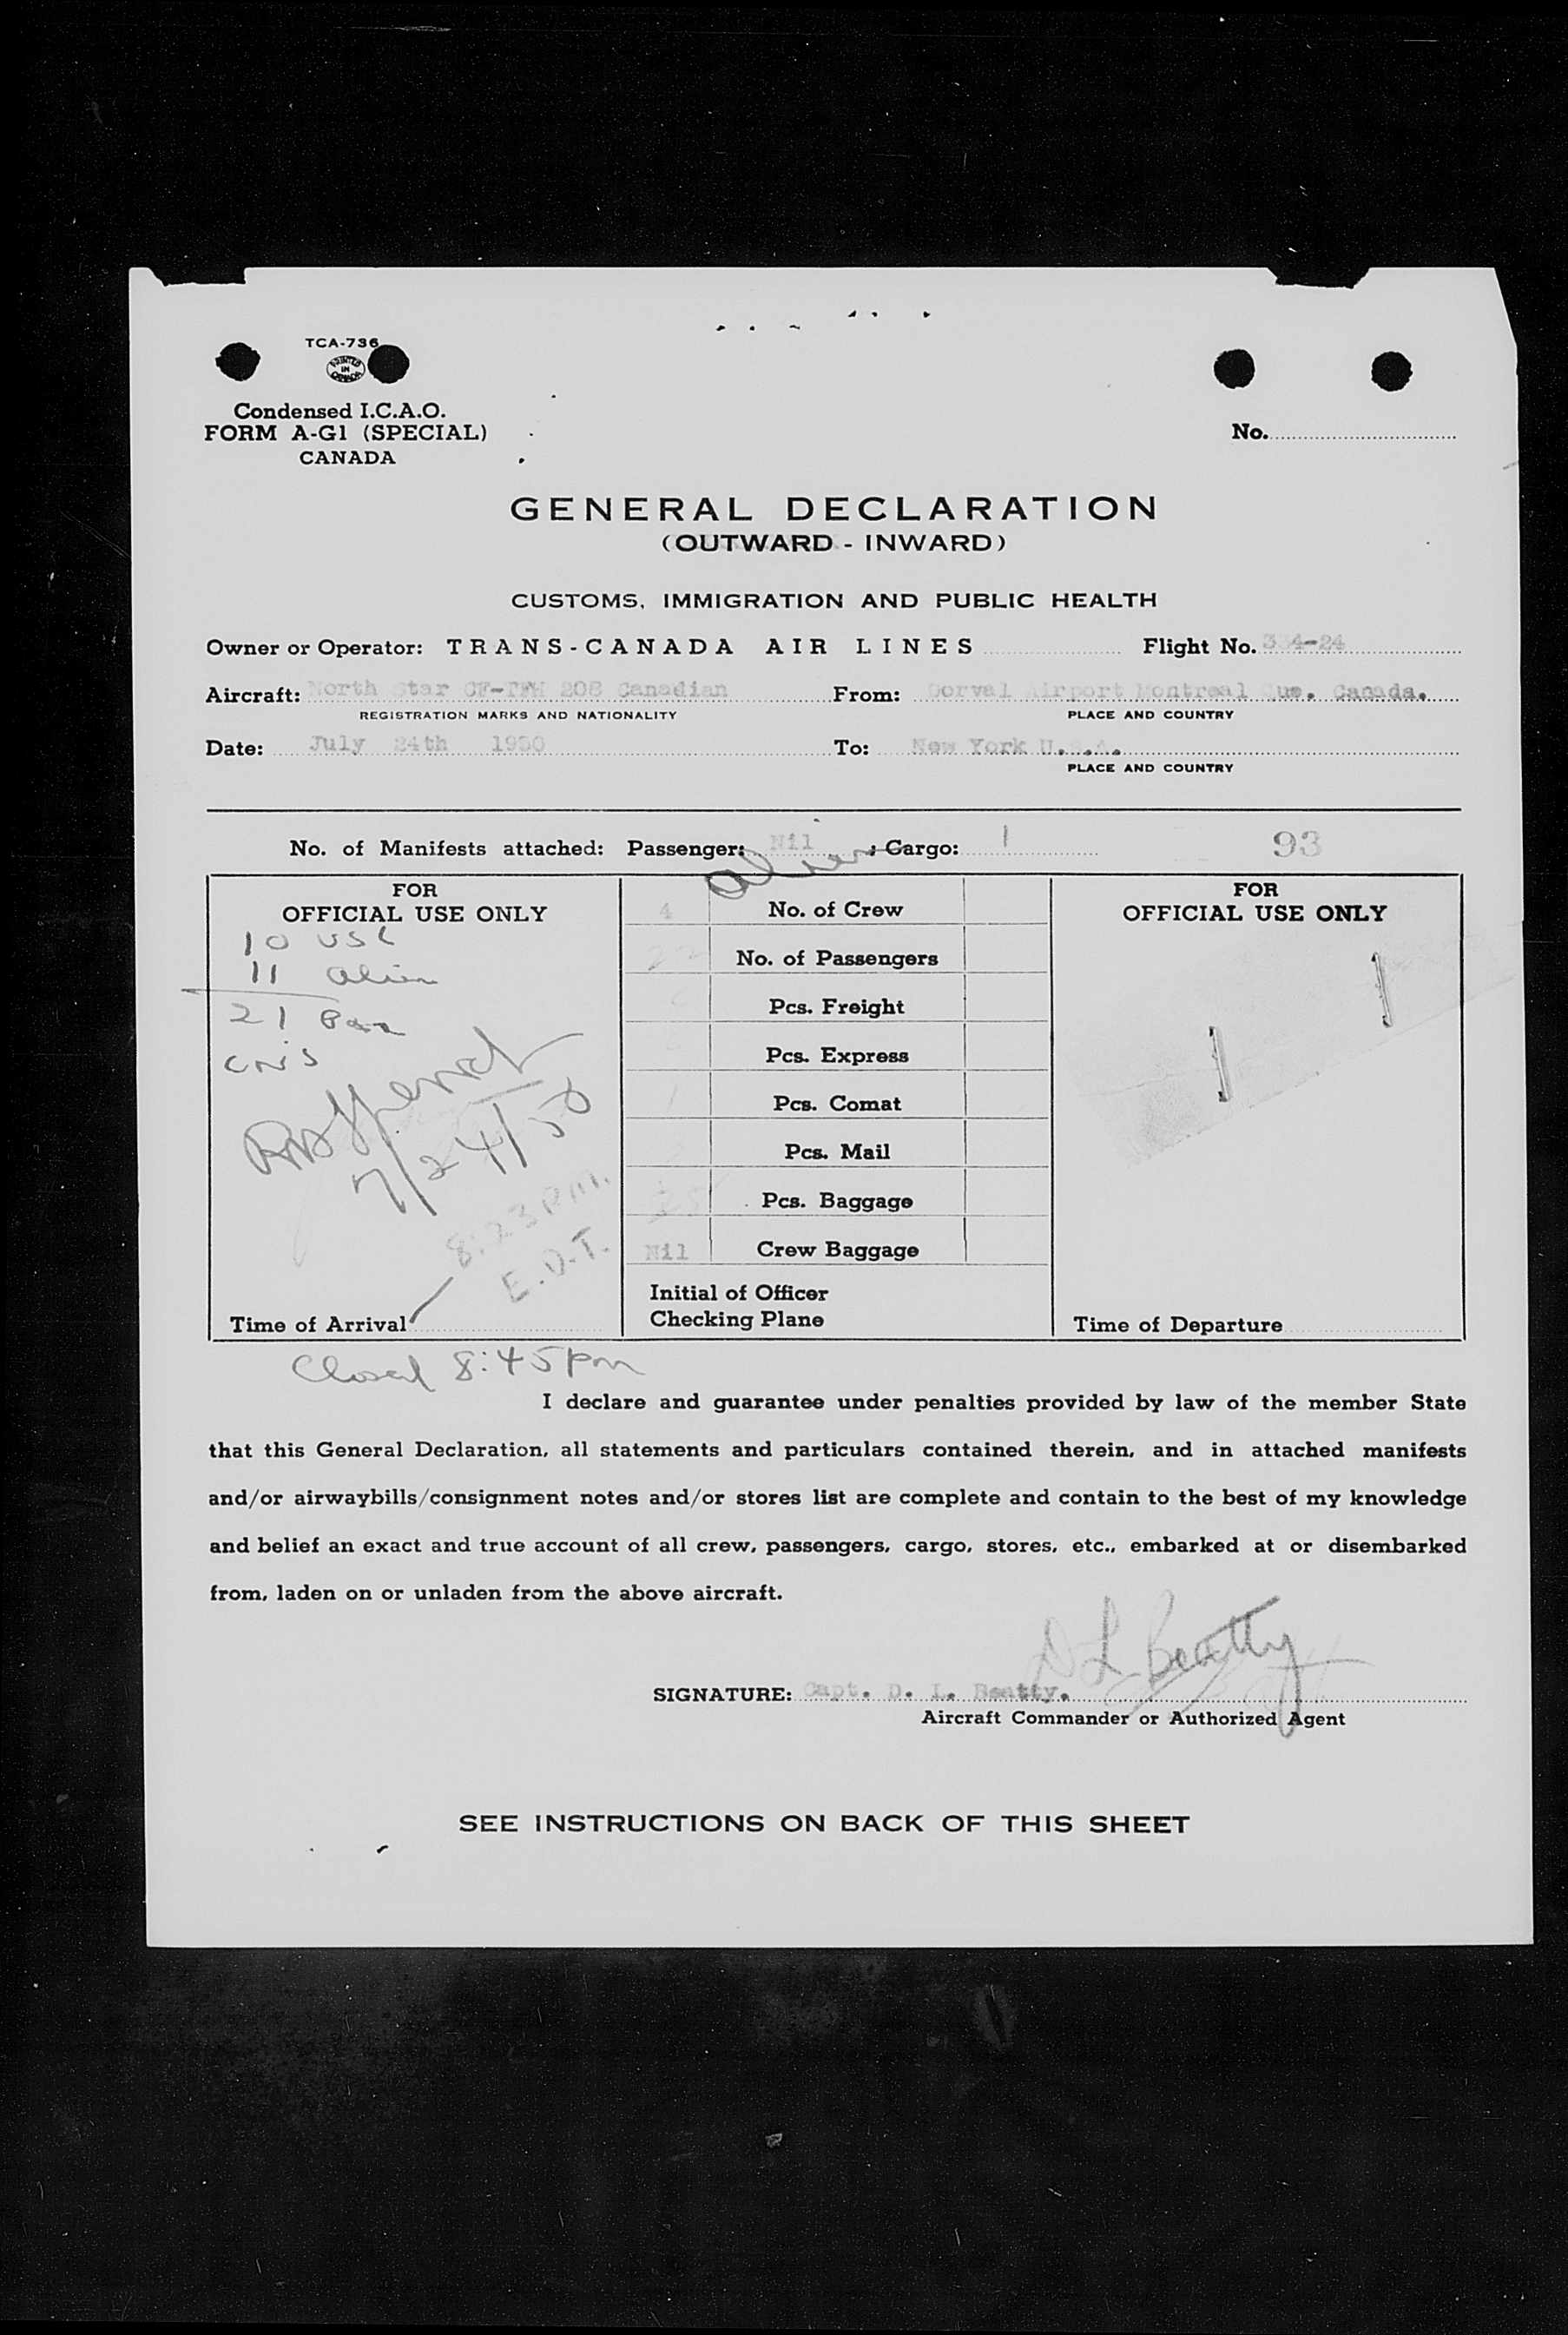 TCA-736
PRINTED IN CANADA
Condensed I.C.A.O.
FORM A-G1 (SPECIAL)
CANADA
No.
GENERAL DECLARATION
(OUTWARD - INWARD)
CUSTOMS, IMMIGRATION AND PUBLIC HEALTH
Owner or Operator: TRANS-CANADA AIR LINES Flight No. 334-24
Aircraft: North Star 208 Canadian From: Dorval Airport Montreal Que. Canada.
REGISTRATION MARKS AND NATIONALITY PLACE AND COUNTRY
Date: July 24th 1950 To: New York U.S.A.
PLACE AND COUNTRY
No. of Manifests attached: Passenger: Nil ; Cargo: 1 93
alien
FOR
OFFICIAL USE ONLY
10 USC
11 alien
21 Pax
7/24/50
8:23 P.M.
E.D.T.
Time of Arrival
4 No. of Crew
22 No. of Passengers
Pcs. Freight
Pcs. Express
Pcs. Comat
Pcs. Mail
Pcs. Baggage
Nil Crew Baggage
Initial of Officer
Checking Plane
FOR
OFFICIAL USE ONLY
Time of Departure
Closed 8:45 pm
I declare and guarantee under penalties provided by law of the member State
that this General Declaration, all statements and particulars contained therein, and in attached manifests
and/or airwaybills/consignment notes and/or stores list are complete and contain to the best of my knowledge
and belief an exact and true account of all crew, passengers, cargo, stores, etc., embarked at or disembarked
from, laden on or unladen from the above aircraft.
D L Beatty
SIGNATURE: Capt. D. L. Beatty.
Aircraft Commander or Authorized Agent
SEE INSTRUCTIONS ON BACK OF THIS SHEET